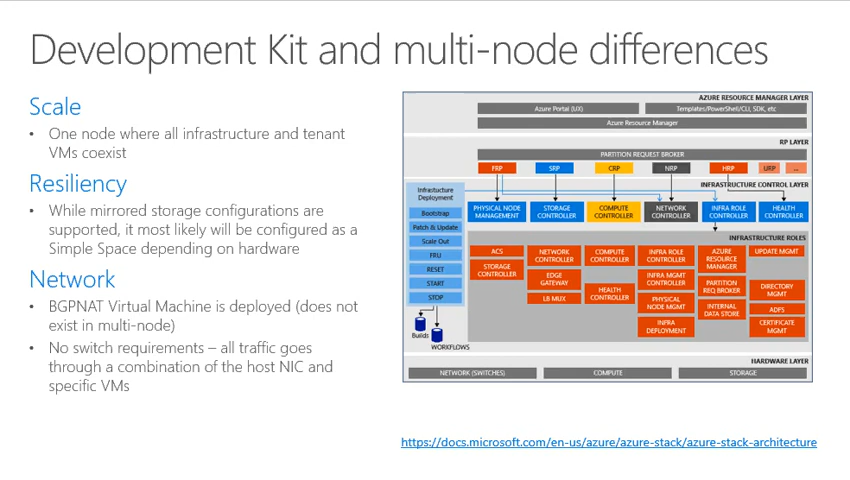 Development Kit and multi-node differences
Scale
• One node where all infrastructure and tenant
VMs coexist
Resiliency
• While mirrored storage configurations are
supported, it most likely will be configured as a
Simple Space depending on hardware
Network
• BGPNAT Virtual Machine is deployed (does not
exist in multi-node)
• No switch requirements – all traffic goes
through a combination of the host NIC and
specific VMs
AZURE RESOURCE MANAGER LAYER
Azure Portal (UX)
Templates/PowerShell/CLI, SDK, etc
Azure Resource Manager
RP LAYER
PARTITION REQUEST BROKER
FRP
SRP
CRP
NRP
HRP
URP
...
INFRASTRUCTURE CONTROL LAYER
Infrastructure
Deployment
Bootstrap
Patch & Update
Scale Out
FRU
RESET
START
STOP
Builds
WORKFLOWS
PHYSICAL NODE
MANAGEMENT
STORAGE
CONTROLLER
COMPUTE
CONTROLLER
NETWORK
CONTROLLER
INFRA ROLE
CONTROLLER
HEALTH
CONTROLLER
INFRASTRUCTURE ROLES
ACS
STORAGE
CONTROLLER
NETWORK
CONTROLLER
EDGE
GATEWAY
LB MUX
COMPUTE
CONTROLLER
HEALTH
CONTROLLER
INFRA ROLE
CONTROLLER
INFRA MGMT
CONTROLLER
PHYSICAL
NODE MGMT
INFRA
DEPLOYMENT
AZURE
RESOURCE
MANAGER
PARTITION
REQ BROKER
INTERNAL
DATA STORE
UPDATE MGMT
DIRECTORY
MGMT
ADFS
CERTIFICATE
MGMT
HARDWARE LAYER
NETWORK (SWITCHES)
COMPUTE
STORAGE
https://docs.microsoft.com/en-us/azure/azure-stack/azure-stack-architecture